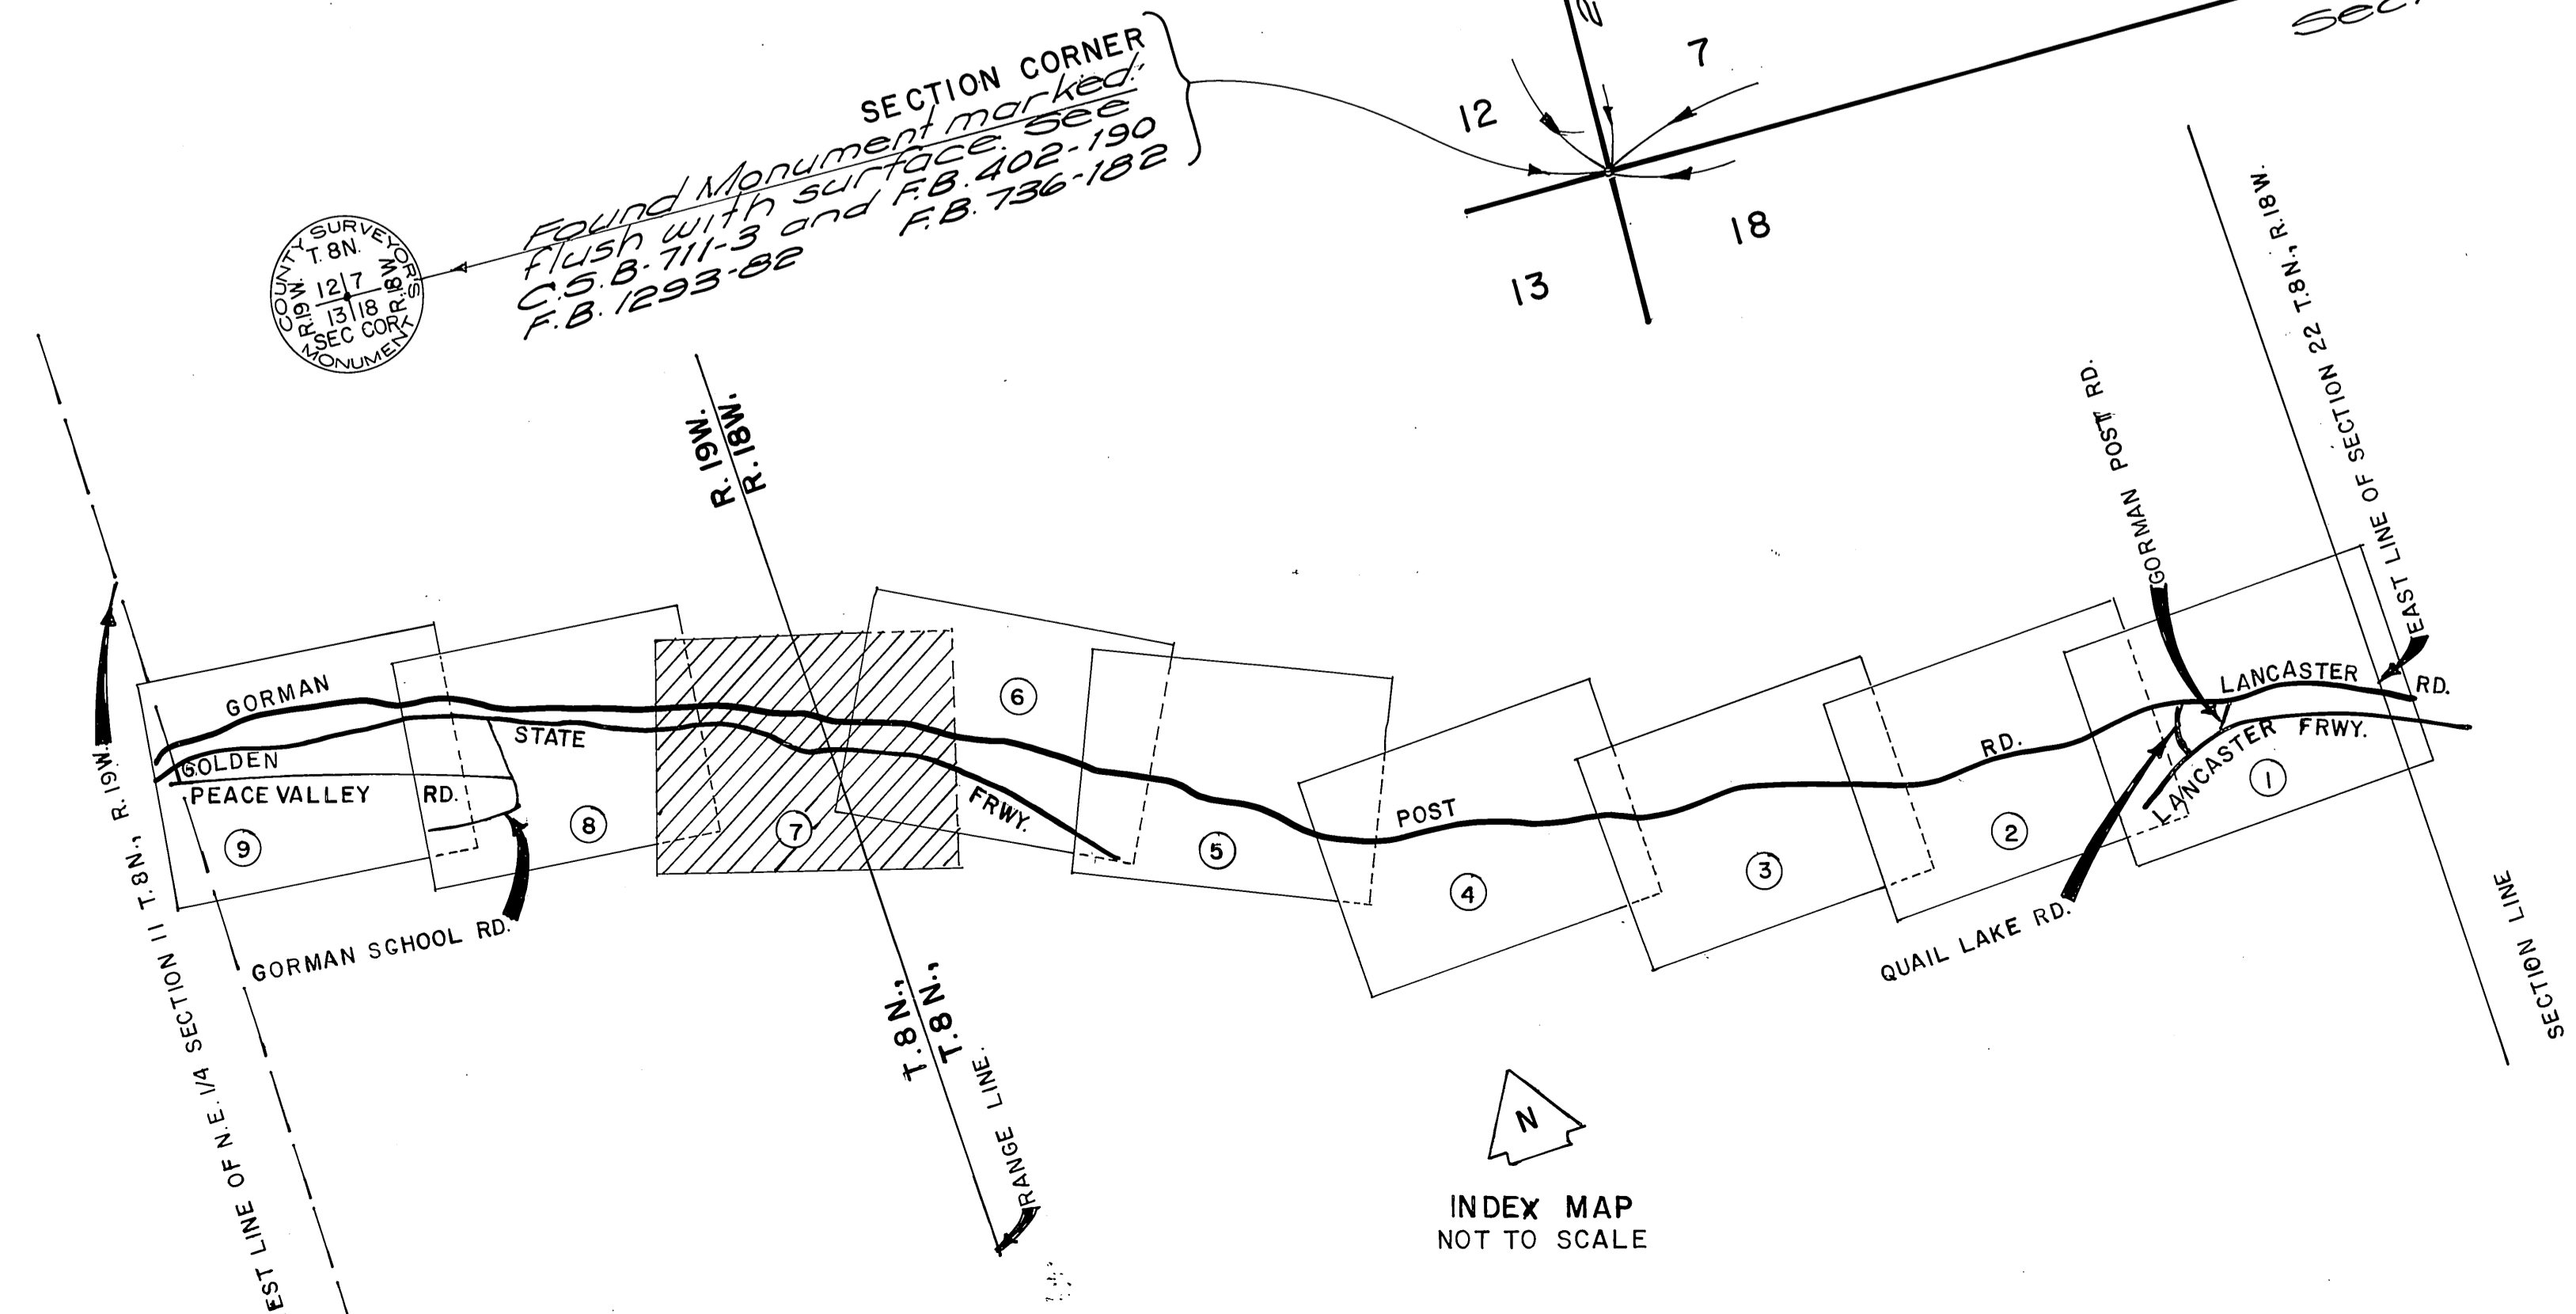 SECTION CORNER
Found Monument marked:
flush with surface. See
C.S.B-711-3 and F.B. 402-190
F.B. 1293-82 F.B. 736-182
COUNTY SURVEYOR'S
T. 8N.
R.19W. 12 7 R.18W.
13 18
SEC COR.
MONUMENT
7
12
18
13
R. 19W.
R. 18W.
GORMAN POST RD.
EAST LINE OF SECTION 22 T.8N., R.18W.
GORMAN
STATE
GOLDEN
PEACE VALLEY RD.
FRWY.
POST
RD.
LANCASTER RD.
LANCASTER FRWY.
9
8
7
6
5
4
3
2
1
GORMAN SGHOOL RD.
QUAIL LAKE RD.
SECTION LINE
EST LINE OF N.E. 1/4 SECTION 11 T.8N., R.19W.
T.8N.,
T.8N.,
RANGE LINE.
N
INDEX MAP
NOT TO SCALE